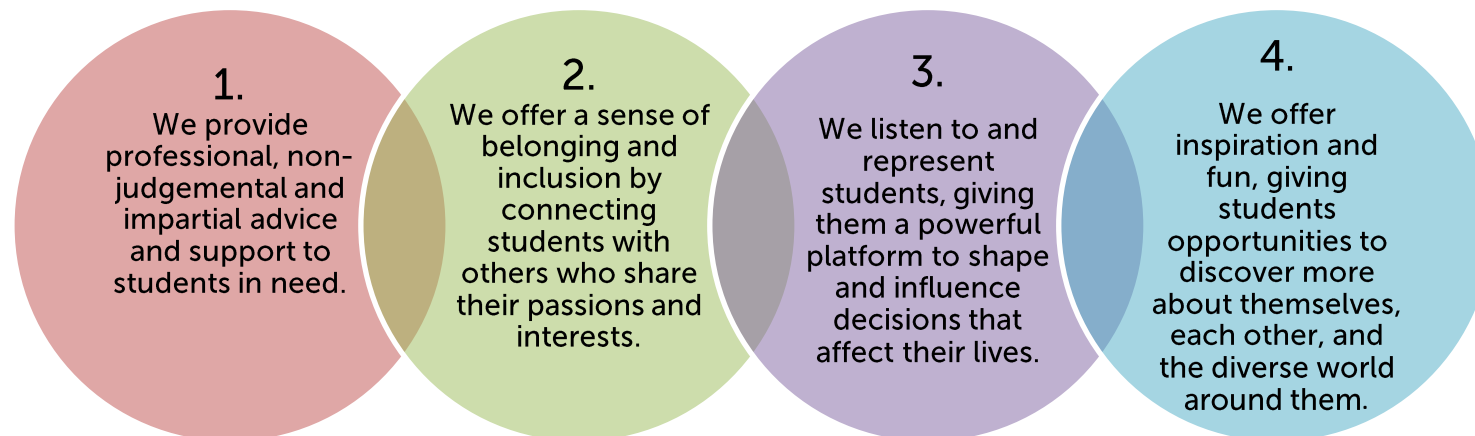 1.
We provide
professional, non-
judgemental and
impartial advice
and support to
students in need.
2.
We offer a sense of
belonging and
inclusion by
connecting
students with
others who share
their passions and
interests.
3.
We listen to and
represent
students, giving
them a powerful
platform to shape
and influence
decisions that
affect their lives.
4.
We offer
inspiration and
fun, giving
students
opportunities to
discover more
about themselves,
each other, and
the diverse world
around them.